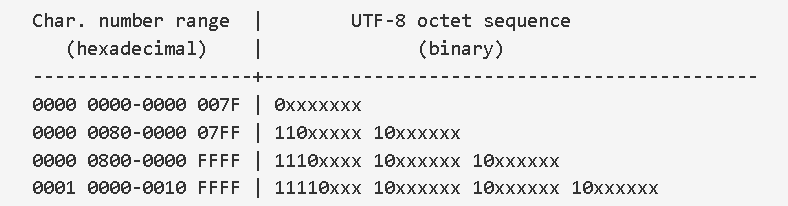 Char. number range | UTF-8 octet sequence
(hexadecimal) | (binary)
--------------------+---------------------------------------------
0000 0000-0000 007F | 0xxxxxxx
0000 0080-0000 07FF | 110xxxxx 10xxxxxx
0000 0800-0000 FFFF | 1110xxxx 10xxxxxx 10xxxxxx
0001 0000-0010 FFFF | 11110xxx 10xxxxxx 10xxxxxx 10xxxxxx